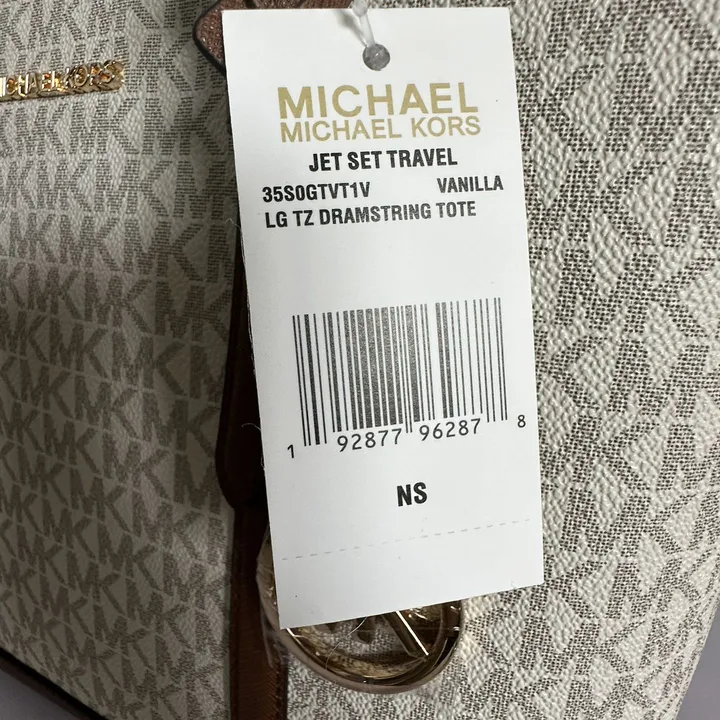 MICHAEL KORS
MICHAEL
MICHAEL KORS
JET SET TRAVEL
35S0GTVT1V VANILLA
LG TZ DRAMSTRING TOTE
1 92877 96287 8
NS